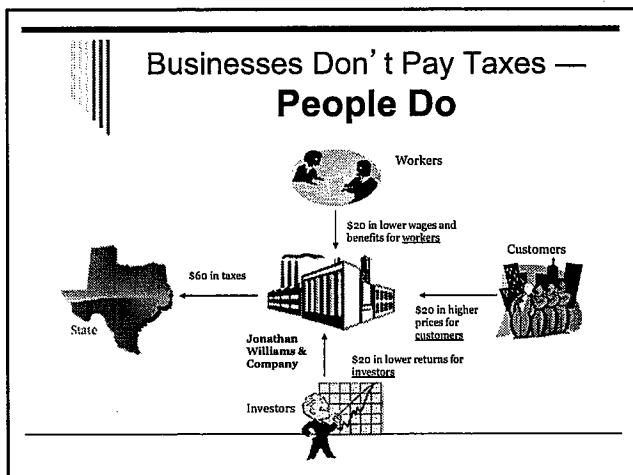 Businesses Don't Pay Taxes —
People Do
Workers
$20 in lower wages and
benefits for workers
Customers
$60 in taxes
State
$20 in higher
prices for
customers
Jonathan
Williams &
Company
$20 in lower returns for
investors
Investors